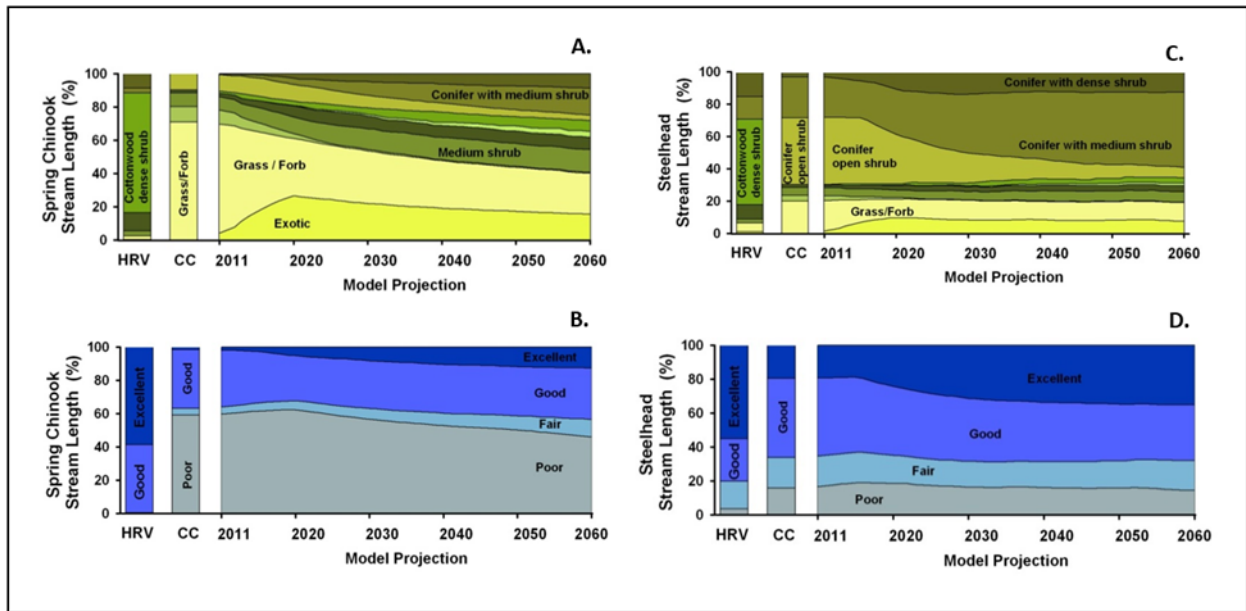 A.
Spring Chinook
Stream Length (%)
100
80
60
40
20
0
Cottonwood
dense shrub
Grass/Forb
Conifer with medium shrub
Medium shrub
Grass / Forb
Exotic
HRV CC 2011 2020 2030 2040 2050 2060
Model Projection
C.
Steelhead
Stream Length (%)
100
80
60
40
20
0
Cottonwood
dense shrub
Conifer
open shrub
Conifer with dense shrub
Conifer with medium shrub
Conifer
open shrub
Grass/Forb
HRV CC 2011 2020 2030 2040 2050 2060
Model Projection
B.
Spring Chinook
Stream Length (%)
100
80
60
40
20
0
Excellent
Good
Good
Poor
Excellent
Good
Fair
Poor
HRV CC 2011 2020 2030 2040 2050 2060
Model Projection
D.
Steelhead
Stream Length (%)
100
80
60
40
20
0
Excellent
Good
Good
Excellent
Good
Fair
Poor
HRV CC 2011 2020 2030 2040 2050 2060
Model Projection